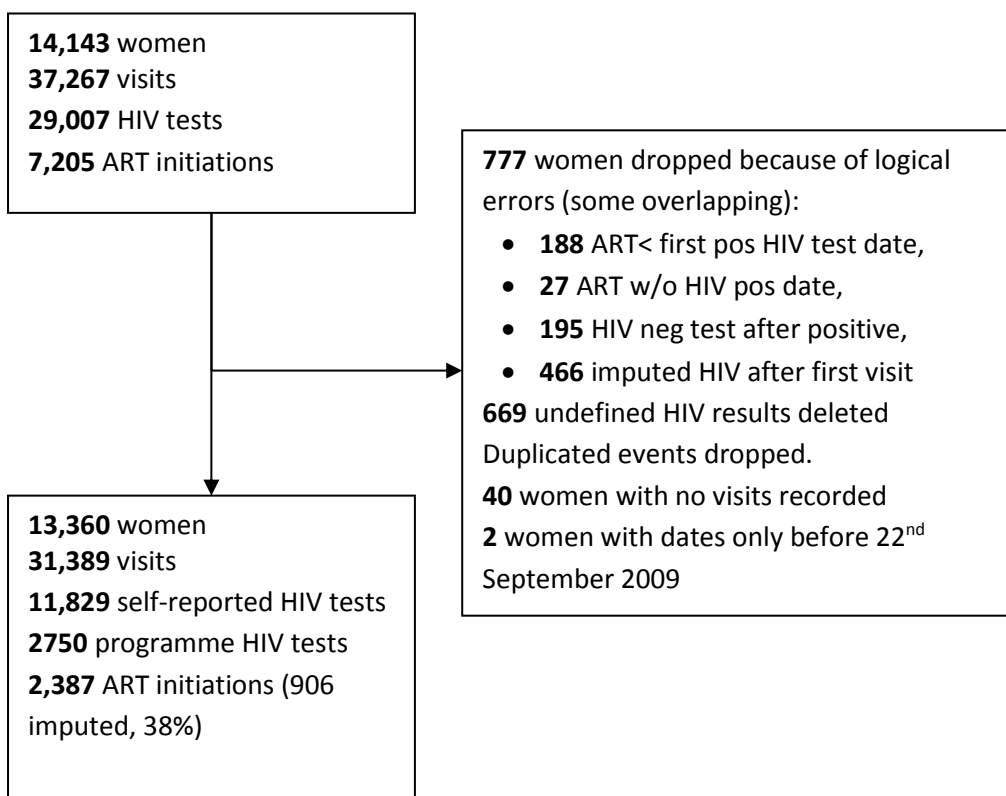 14,143 women
37,267 visits
29,007 HIV tests
7,205 ART initiations
777 women dropped because of logical
errors (some overlapping):
• 188 ART< first pos HIV test date,
• 27 ART w/o HIV pos date,
• 195 HIV neg test after positive,
• 466 imputed HIV after first visit
669 undefined HIV results deleted
Duplicated events dropped.
40 women with no visits recorded
2 women with dates only before 22nd
September 2009
13,360 women
31,389 visits
11,829 self-reported HIV tests
2750 programme HIV tests
2,387 ART initiations (906
imputed, 38%)